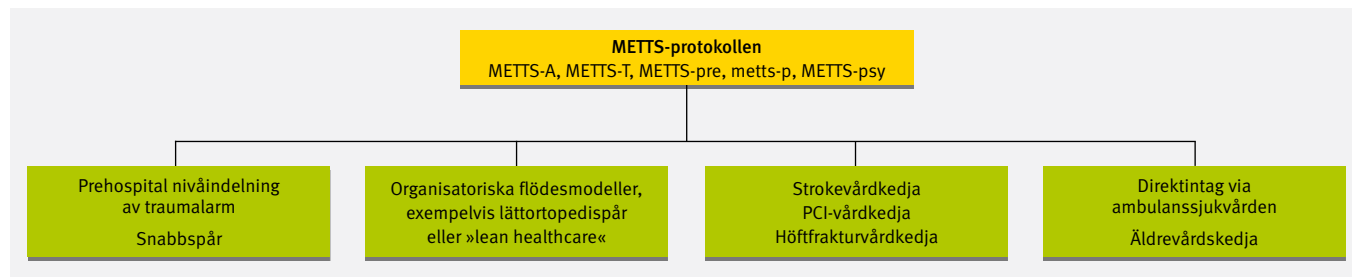 METTS-protokollen
METTS-A, METTS-T, METTS-pre, metts-p, METTS-psy
Prehospital nivåindelning
av traumalarm
Snabbspår
Organisatoriska flödesmodeller,
exempelvis lättortopedispår
eller »lean healthcare«
Strokevårdkedja
PCI-vårdkedja
Höftfrakturvårdkedja
Direktintag via
ambulanssjukvården
Äldrevårdskedja